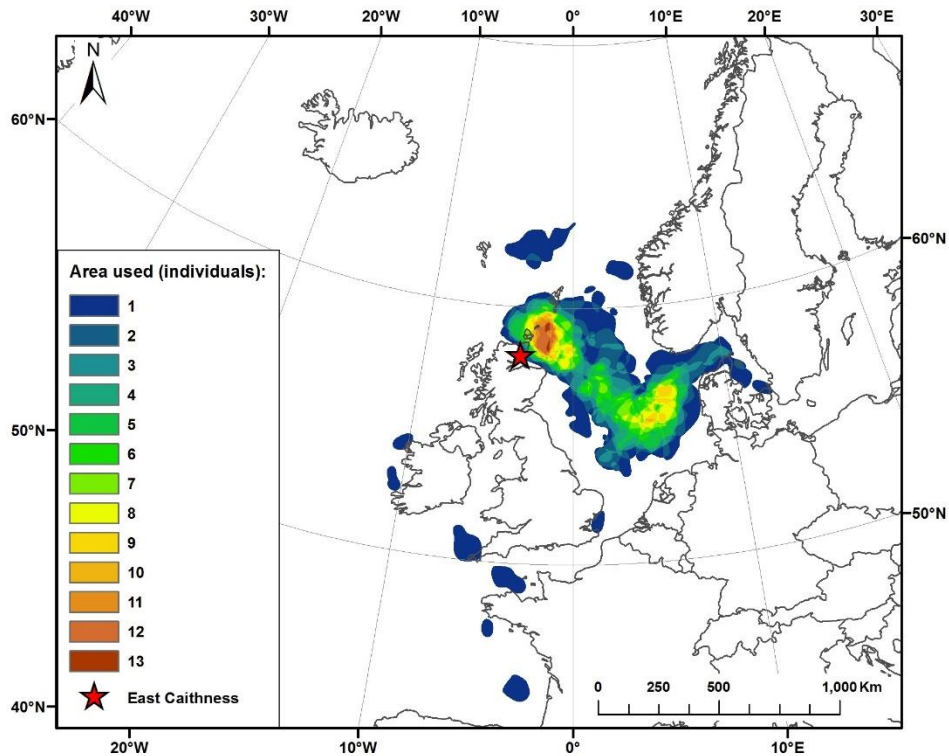 40°W 30°W 20°W 10°W 0° 10°E 20°E 30°E
N
60°N
60°N
Area used (individuals):
1
2
3
4
50°N
5
6
7
8
50°N
9
10
11
12
13
0 250 500 1,000 Km
East Caithness
40°N
20°W 10°W 0° 10°E